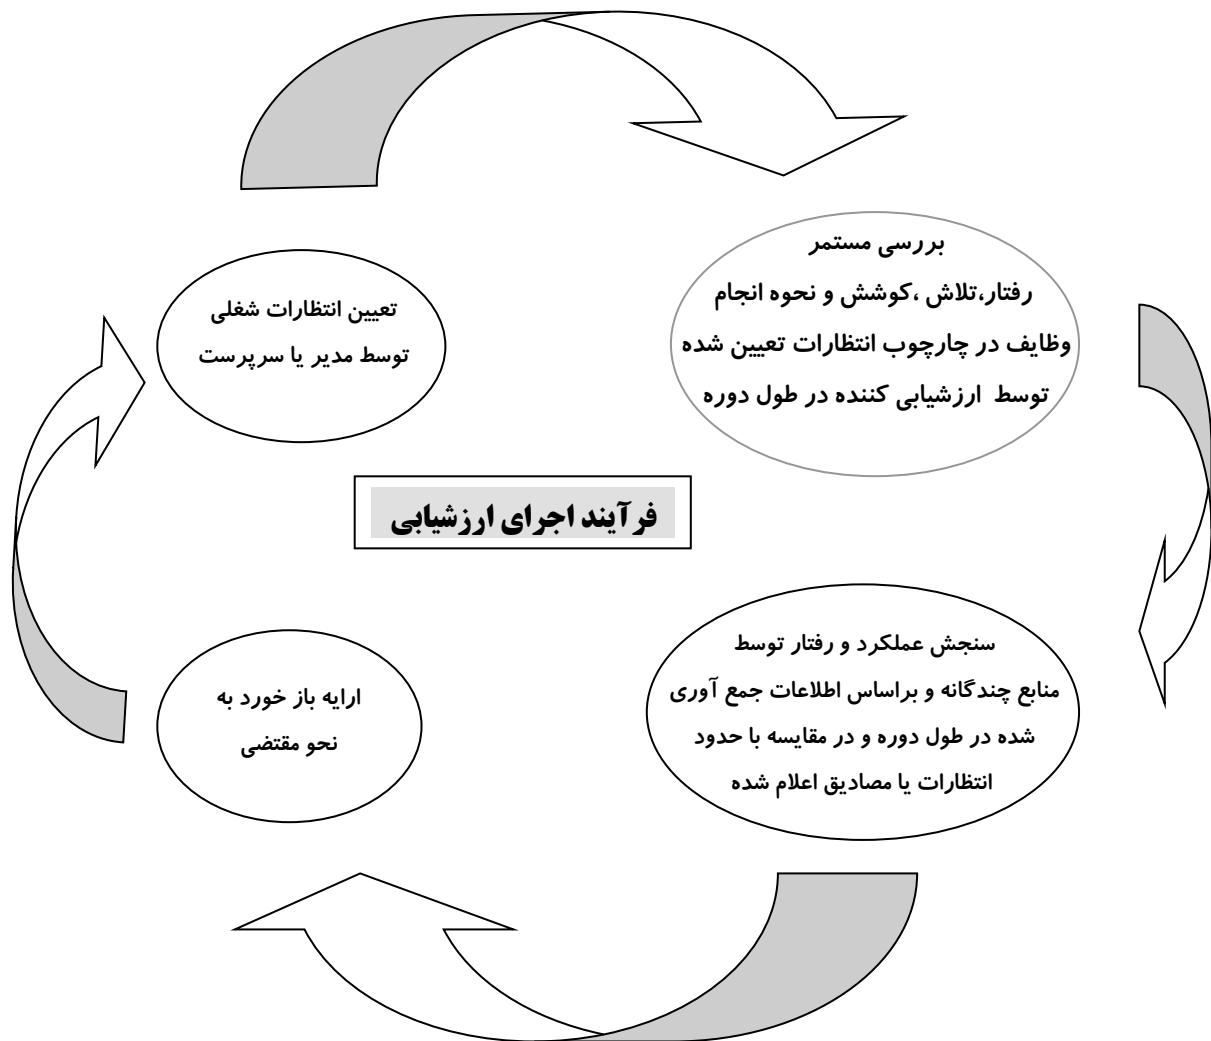 تعیین انتظارات شغلی
توسط مدیر یا سرپرست
بررسی مستمر
رفتار،تلاش ،کوشش و نحوه انجام
وظایف در چارچوب انتظارات تعیین شده
توسط ارزشیابی کننده در طول دوره
فرآیند اجرای ارزشیابی
سنجش عملکرد و رفتار توسط
منابع چندگانه و براساس اطلاعات جمع آوری
شده در طول دوره و در مقایسه با حدود
انتظارات یا مصادیق اعلام شده
ارایه باز خورد به
نحو مقتضی